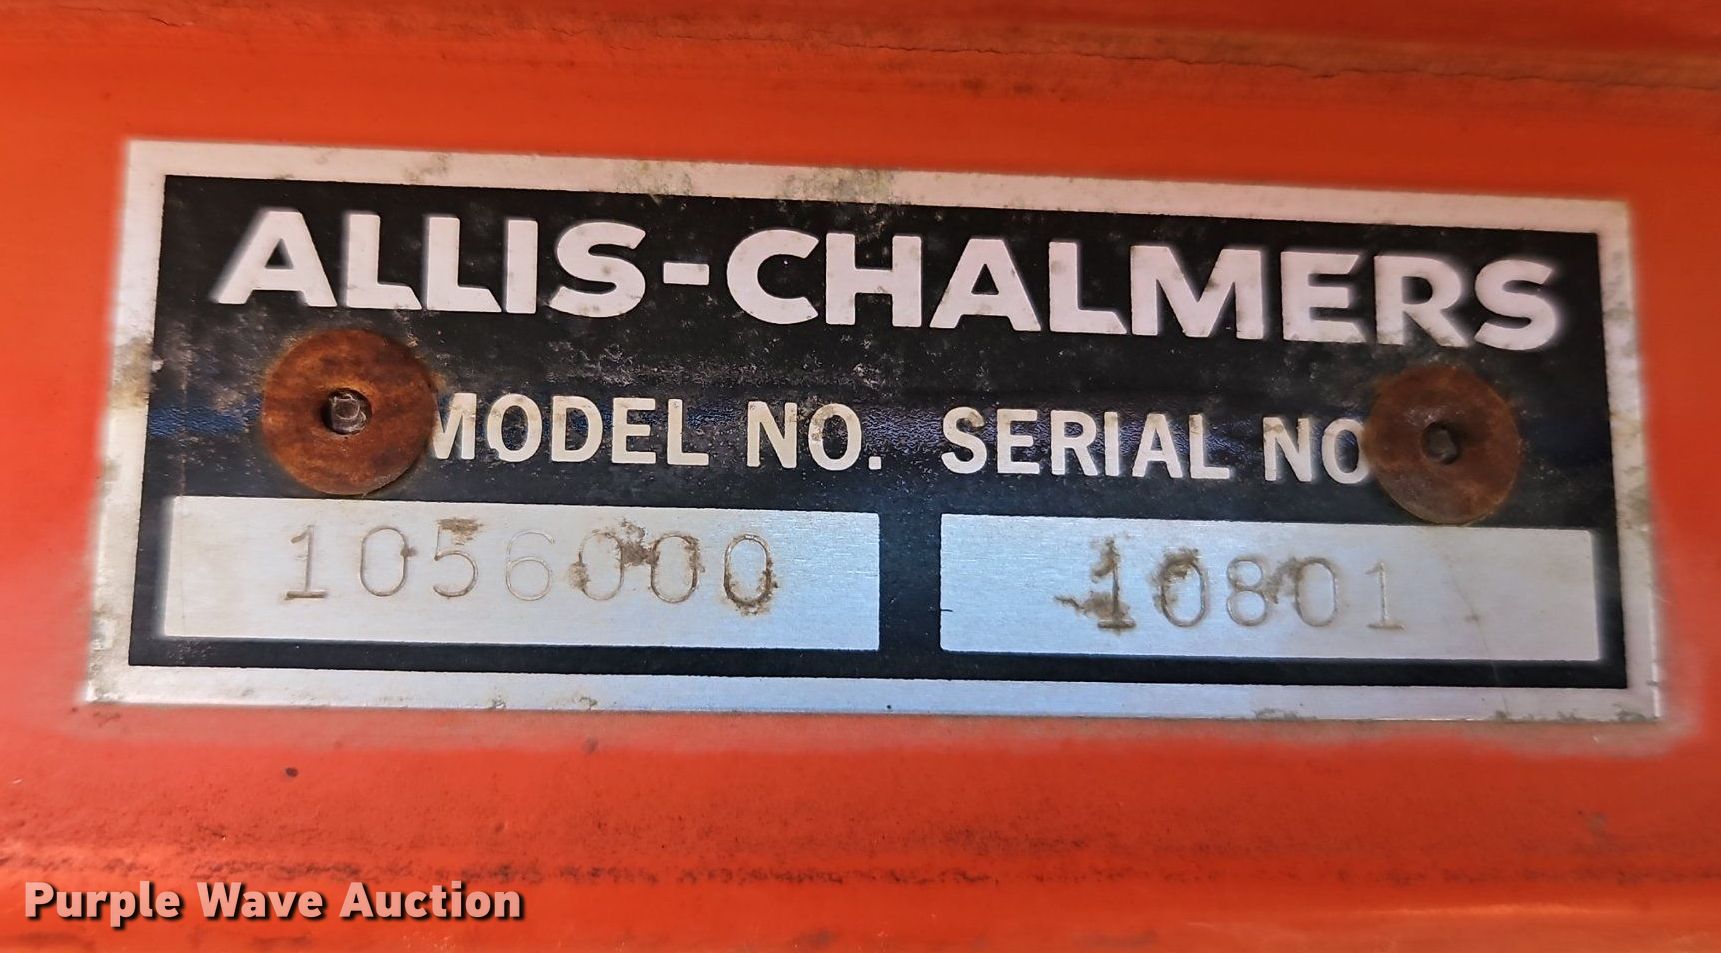 ALLIS-CHALMERS
MODEL NO. SERIAL NO
1056000 10801
Purple Wave Auction